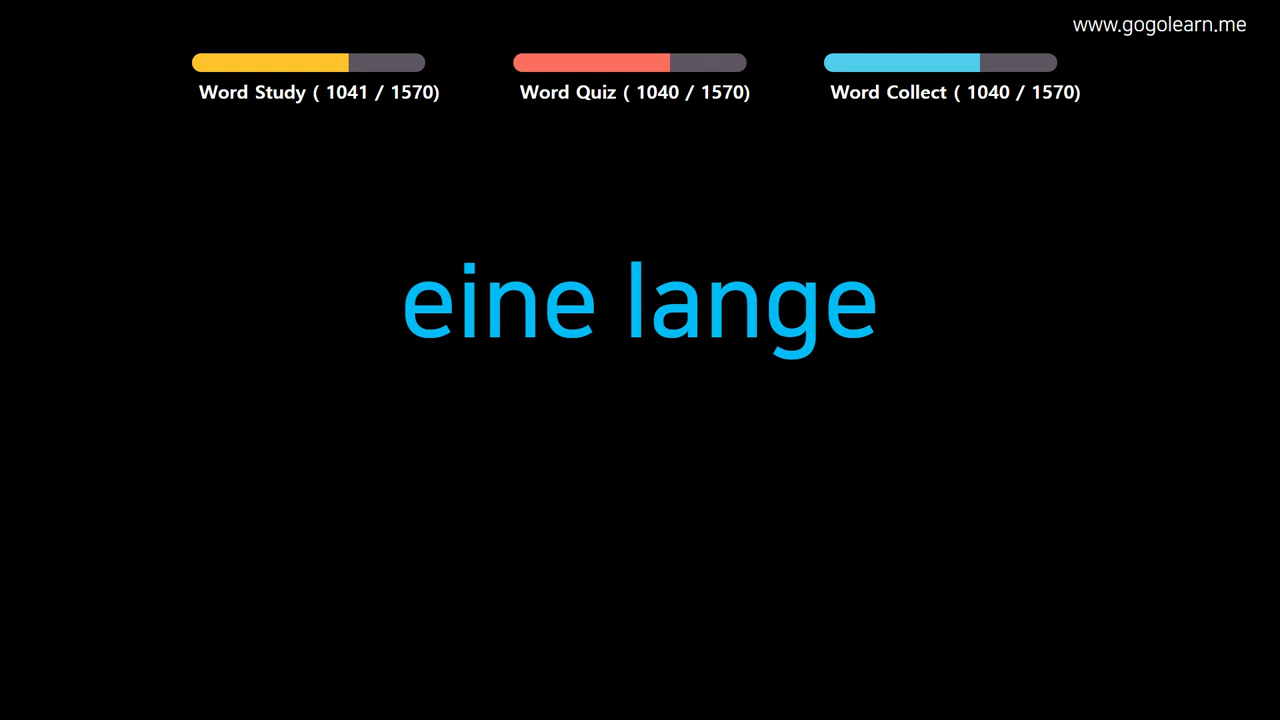 www.gogolearn.me
Word Study ( 1041 / 1570)
Word Quiz ( 1040 / 1570)
Word Collect ( 1040 / 1570)
eine lange